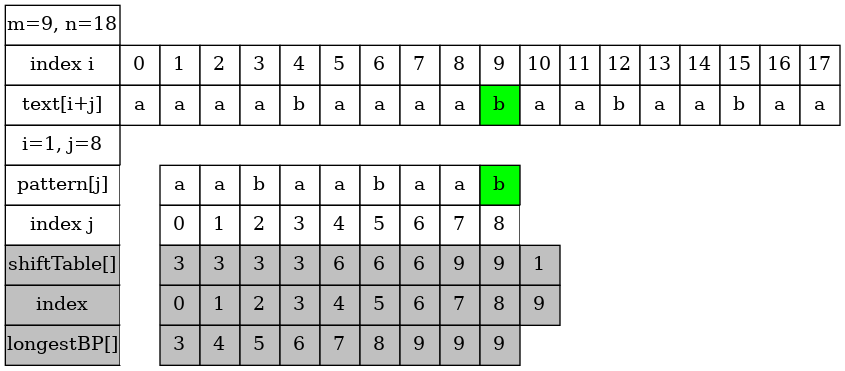 m=9, n=18
index i 0 1 2 3 4 5 6 7 8 9 10 11 12 13 14 15 16 17
text[i+j] a a a a b a a a a b a a b a a b a a
i=1, j=8
pattern[j] a a b a a b a a b
index j 0 1 2 3 4 5 6 7 8
shiftTable[] 3 3 3 3 6 6 6 9 9 1
index 0 1 2 3 4 5 6 7 8 9
longestBP[] 3 4 5 6 7 8 9 9 9